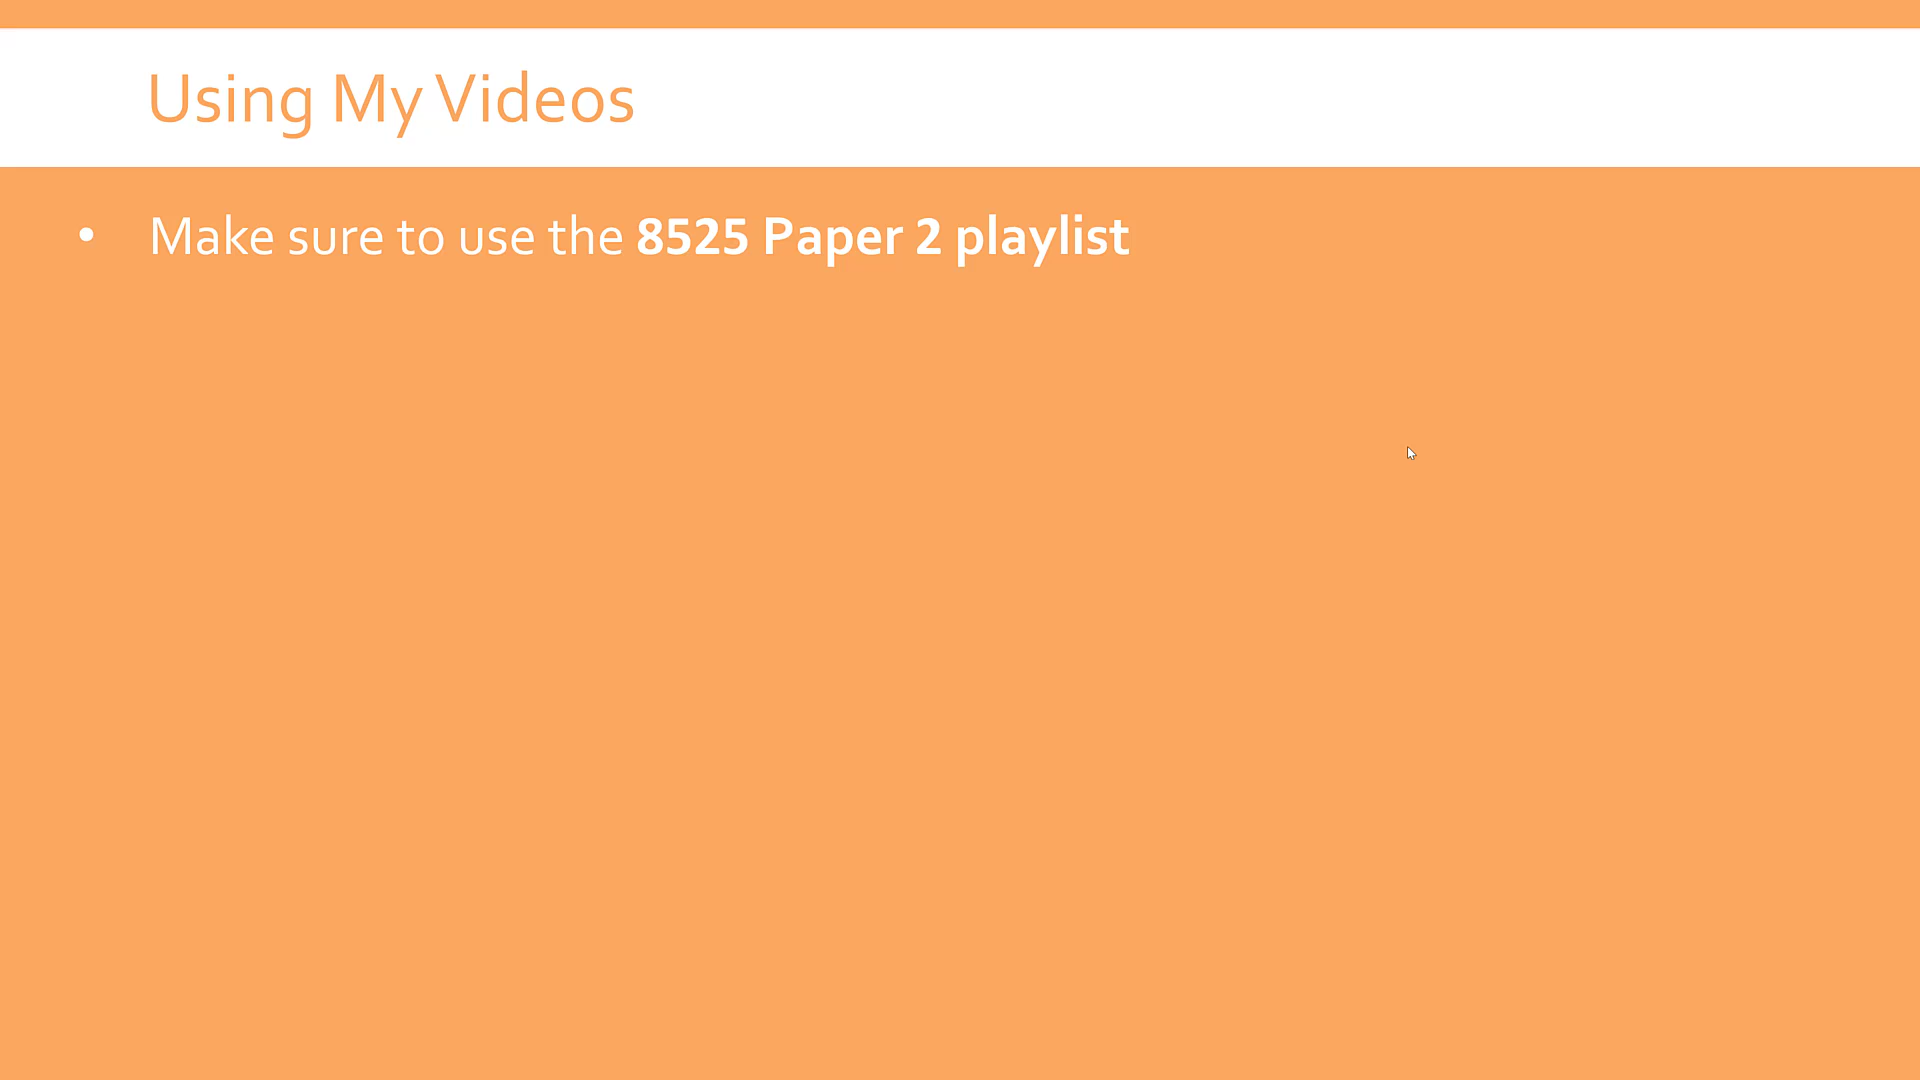 Using My Videos
• Make sure to use the 8525 Paper 2 playlist